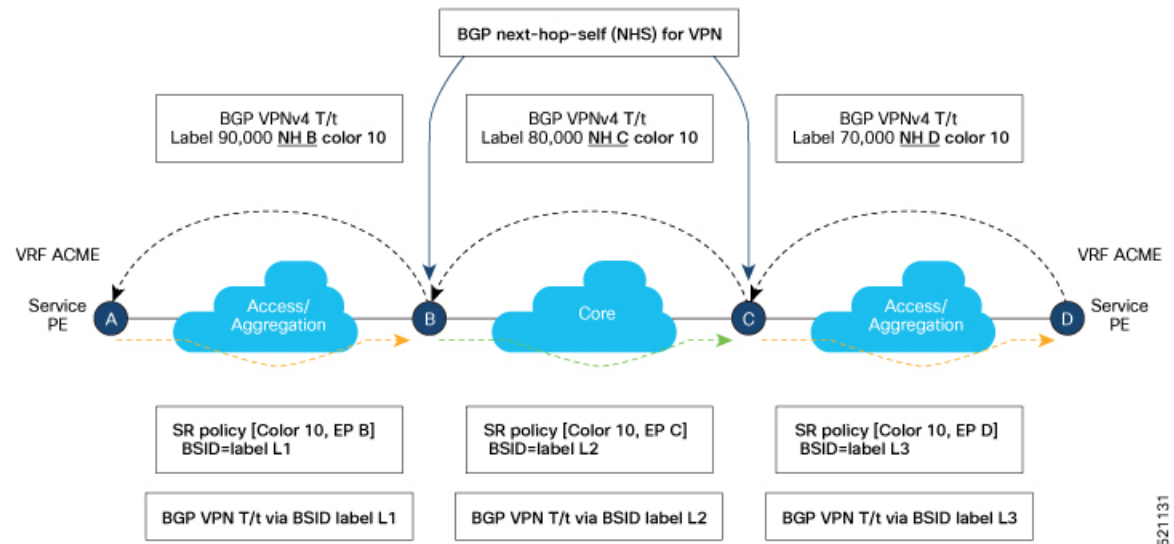 BGP next-hop-self (NHS) for VPN
BGP VPNv4 T/t
Label 90,000 NH B color 10
BGP VPNv4 T/t
Label 80,000 NH C color 10
BGP VPNv4 T/t
Label 70,000 NH D color 10
VRF ACME
VRF ACME
Service
PE
A
Access/
Aggregation
B
Core
C
Access/
Aggregation
D
Service
PE
SR policy [Color 10, EP B]
BSID=label L1
SR policy [Color 10, EP C]
BSID=label L2
SR policy [Color 10, EP D]
BSID=label L3
BGP VPN T/t via BSID label L1
BGP VPN T/t via BSID label L2
BGP VPN T/t via BSID label L3
521131